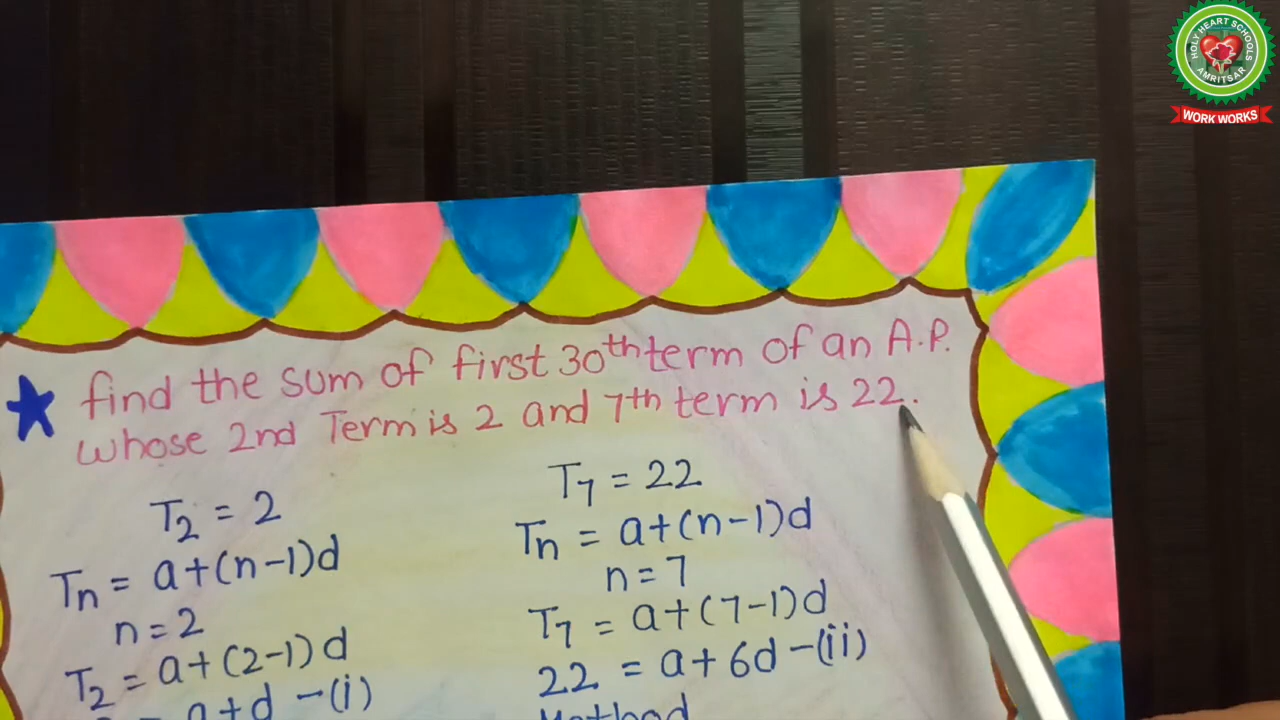 HOLY HEART SCHOOLS
AMRITSAR
WORK WORKS
find the sum of first 30th term of an A.P.
whose 2nd Term is 2 and 7th term is 22.
T2 = 2
Tn = a+(n-1)d
n = 2
T2 = a+(2-1)d
= a+d -(i)
T7 = 22
Tn = a+(n-1)d
n = 7
T7 = a+(7-1)d
22 = a+6d -(ii)
Method